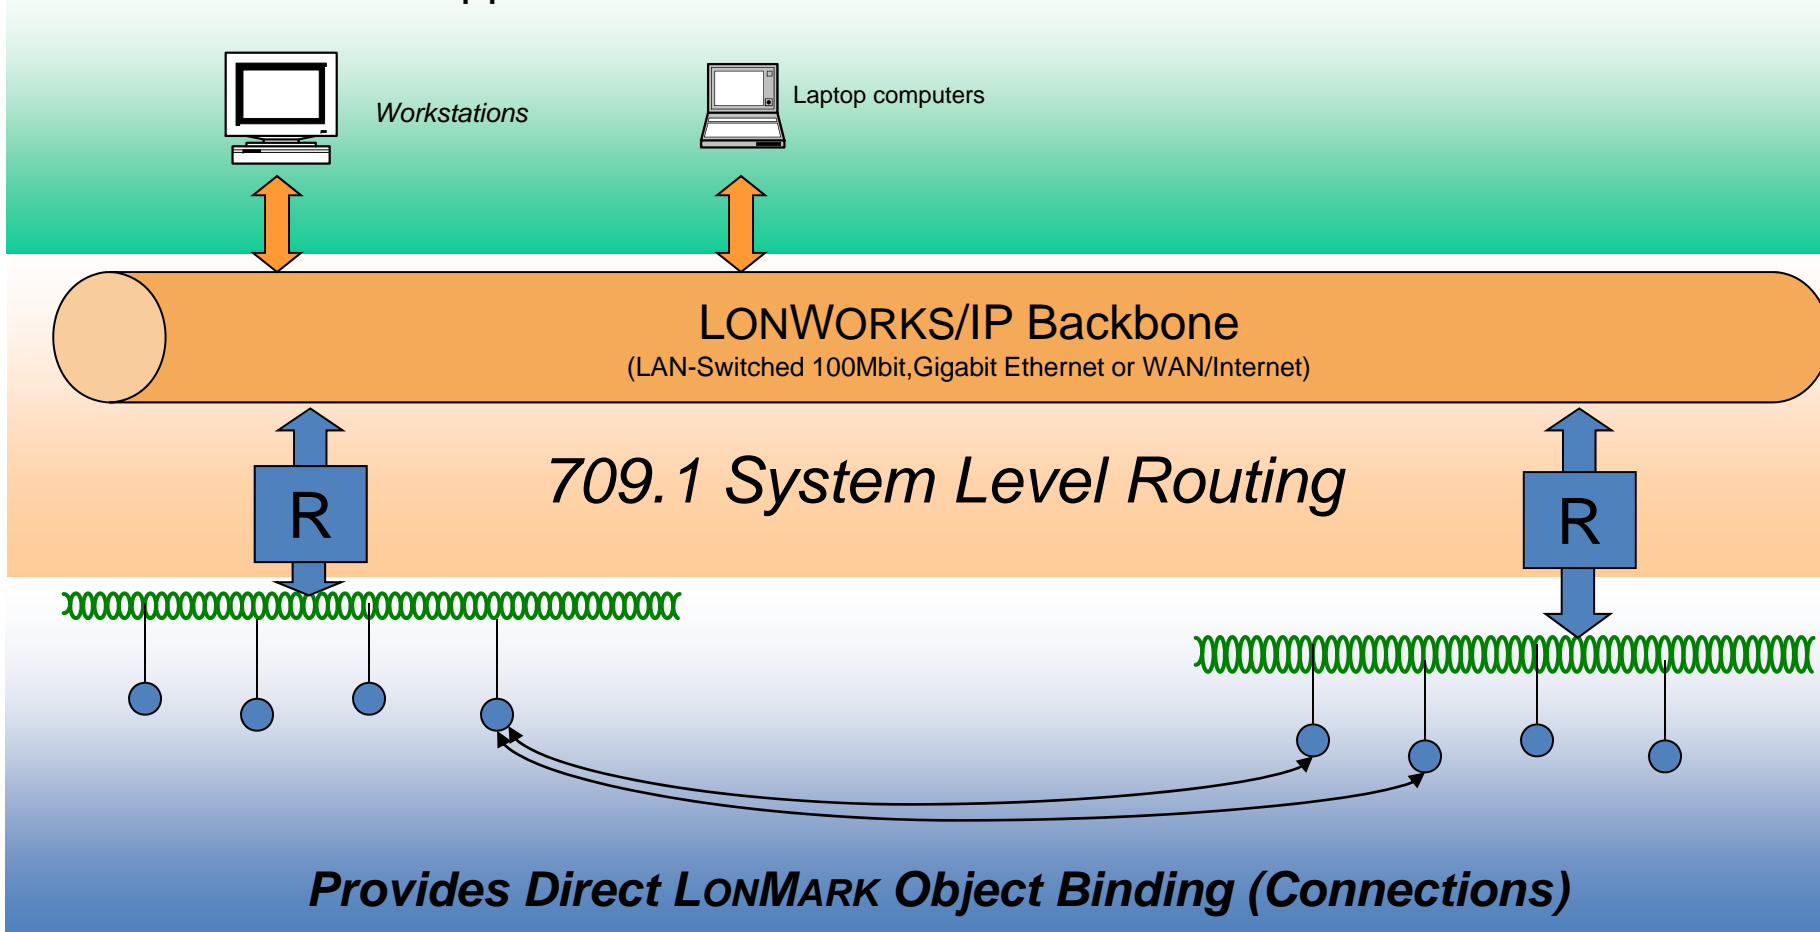 Workstations
Laptop computers
LONWORKS/IP Backbone
(LAN-Switched 100Mbit,Gigabit Ethernet or WAN/Internet)
709.1 System Level Routing
R
R
Provides Direct LONMARK Object Binding (Connections)